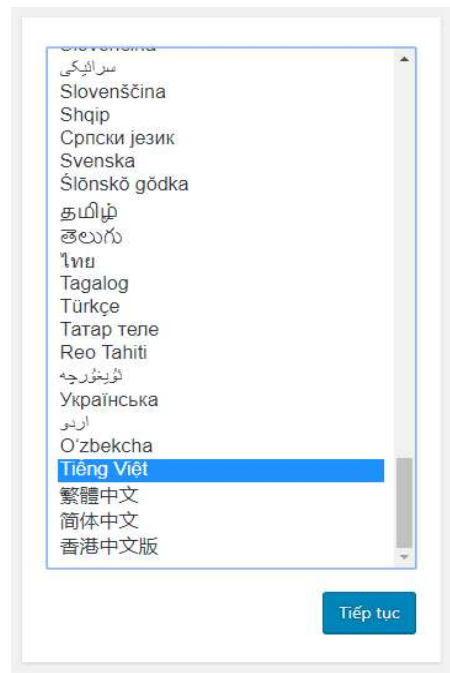 سرائیکی
Slovenščina
Shqip
Српски језик
Svenska
Ślōnskŏ gŏdka
தமிழ்
తెలుగు
ไทย
Tagalog
Türkçe
Татар теле
Reo Tahiti
ئۇيغۇرچە
Українська
اردو
O‘zbekcha
Tiếng Việt
繁體中文
简体中文
香港中文版
Tiếp tục